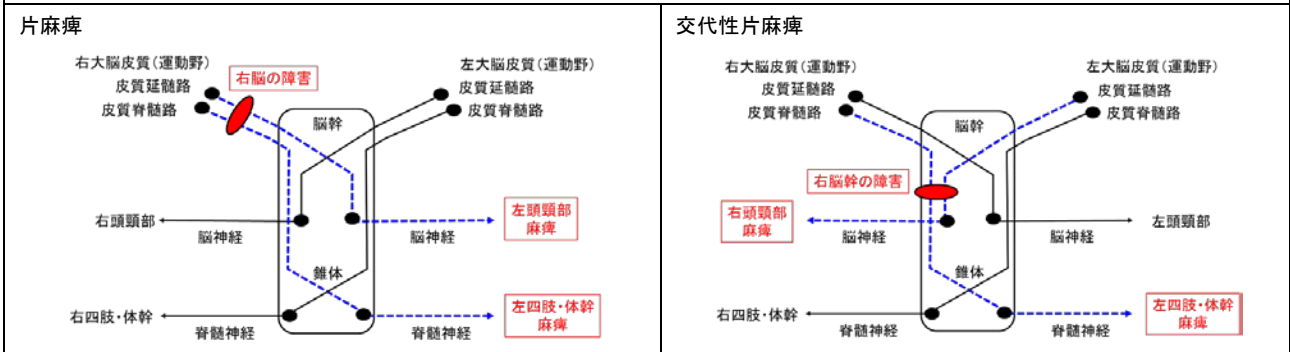 片麻痺
右大脳皮質(運動野)
皮質延髄路
皮質脊髄路
右脳の障害
左大脳皮質(運動野)
皮質延髄路
皮質脊髄路
脳幹
右頭頸部
脳神経
脳神経
左頭頸部
麻痺
錐体
右四肢・体幹
脊髄神経
脊髄神経
左四肢・体幹
麻痺
交代性片麻痺
右大脳皮質(運動野)
皮質延髄路
皮質脊髄路
左大脳皮質(運動野)
皮質延髄路
皮質脊髄路
脳幹
右脳幹の障害
右頭頸部
麻痺
脳神経
脳神経
左頭頸部
錐体
右四肢・体幹
脊髄神経
脊髄神経
左四肢・体幹
麻痺